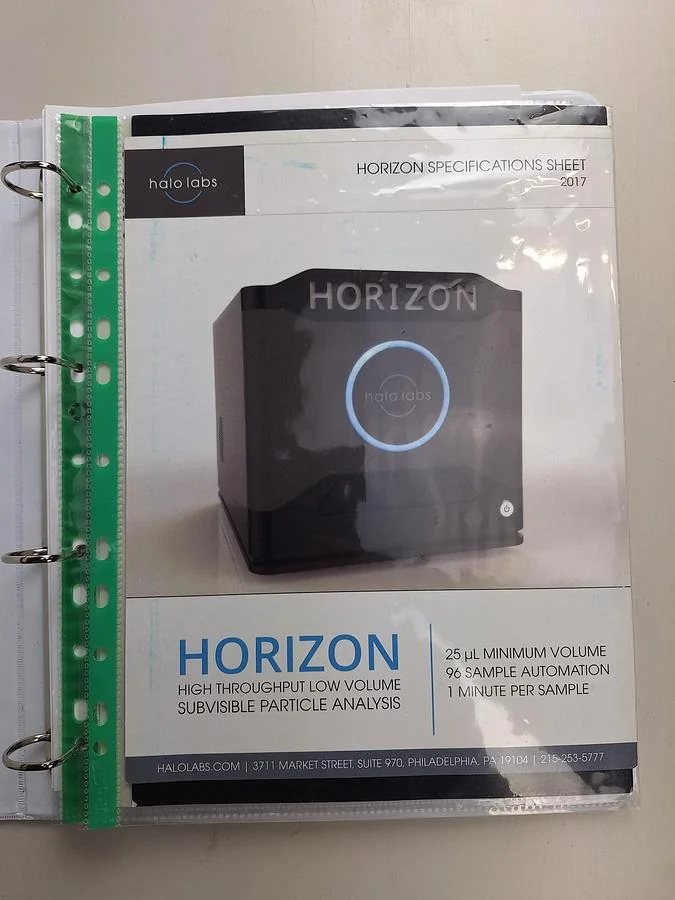 halo labs
HORIZON SPECIFICATIONS SHEET
2017
HORIZON
halo labs
HORIZON
HIGH THROUGHPUT LOW VOLUME
SUBVISIBLE PARTICLE ANALYSIS
25 µL MINIMUM VOLUME
96 SAMPLE AUTOMATION
1 MINUTE PER SAMPLE
HALOLABS.COM | 3711 MARKET STREET, SUITE 970, PHILADELPHIA, PA 19104 | 215-253-5777